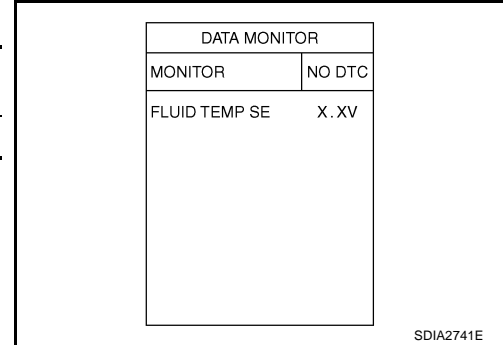 DATA MONITOR
MONITOR NO DTC
FLUID TEMP SE X.XV
SDIA2741E